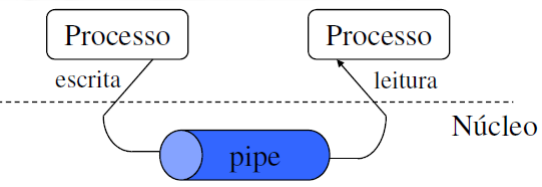 Processo
Processo
escrita
leitura
Núcleo
pipe